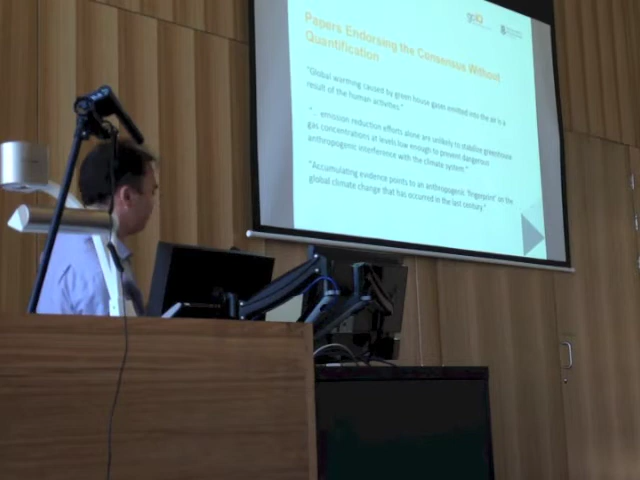 Papers Endorsing the Consensus Without
Quantification
"Global warming caused by green house gases emitted into the air is a
result of the human activities."
".. emission reduction efforts alone are unlikely to stabilize greenhouse
gas concentrations at levels low enough to prevent dangerous
anthropogenic interference with the climate system."
"Accumulating evidence points to an anthropogenic 'fingerprint' on the
global climate change that has occurred in the last century."